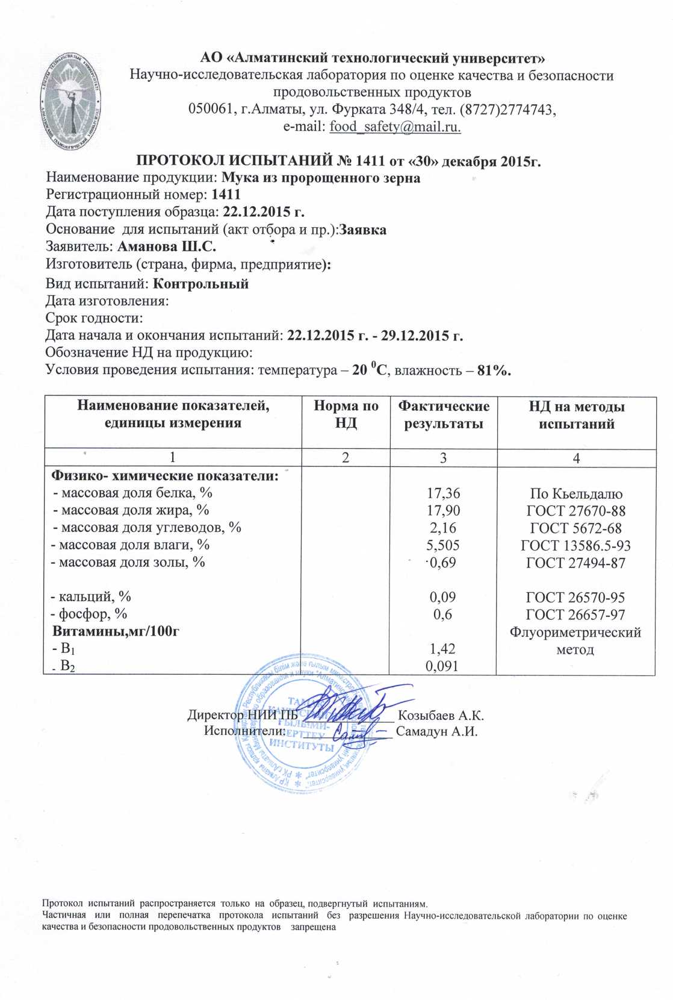 АО «Алматинский технологический университет»
Научно-исследовательская лаборатория по оценке качества и безопасности
продовольственных продуктов
050061, г.Алматы, ул. Фурката 348/4, тел. (8727)2774743,
e-mail: food_safety@mail.ru.
ПРОТОКОЛ ИСПЫТАНИЙ № 1411 от «30» декабря 2015г.
Наименование продукции: Мука из пророщенного зерна
Регистрационный номер: 1411
Дата поступления образца: 22.12.2015 г.
Основание для испытаний (акт отбора и пр.):Заявка
Заявитель: Аманова Ш.С.
Изготовитель (страна, фирма, предприятие):
Вид испытаний: Контрольный
Дата изготовления:
Срок годности:
Дата начала и окончания испытаний: 22.12.2015 г. - 29.12.2015 г.
Обозначение НД на продукцию:
Условия проведения испытания: температура – 20 ⁰С, влажность – 81%.
Наименование показателей, Норма по Фактические НД на методы
единицы измерения НД результаты испытаний
1 2 3 4
Физико- химические показатели:
- массовая доля белка, % 17,36 По Кьельдалю
- массовая доля жира, % 17,90 ГОСТ 27670-88
- массовая доля углеводов, % 2,16 ГОСТ 5672-68
- массовая доля влаги, % 5,505 ГОСТ 13586.5-93
- массовая доля золы, % 0,69 ГОСТ 27494-87
- кальций, % 0,09 ГОСТ 26570-95
- фосфор, % 0,6 ГОСТ 26657-97
Витамины,мг/100г Флуориметрический
- В₁ 1,42 метод
- В₂ 0,091
Директор НИИ ПБ Козыбаев А.К.
Исполнители: Самадун А.И.
ҒЫЛЫМИ-
ЗЕРТТЕУ
ИНСТИТУТЫ
Протокол испытаний распространяется только на образец, подвергнутый испытаниям.
Частичная или полная перепечатка протокола испытаний без разрешения Научно-исследовательской лаборатории по оценке
качества и безопасности продовольственных продуктов запрещена